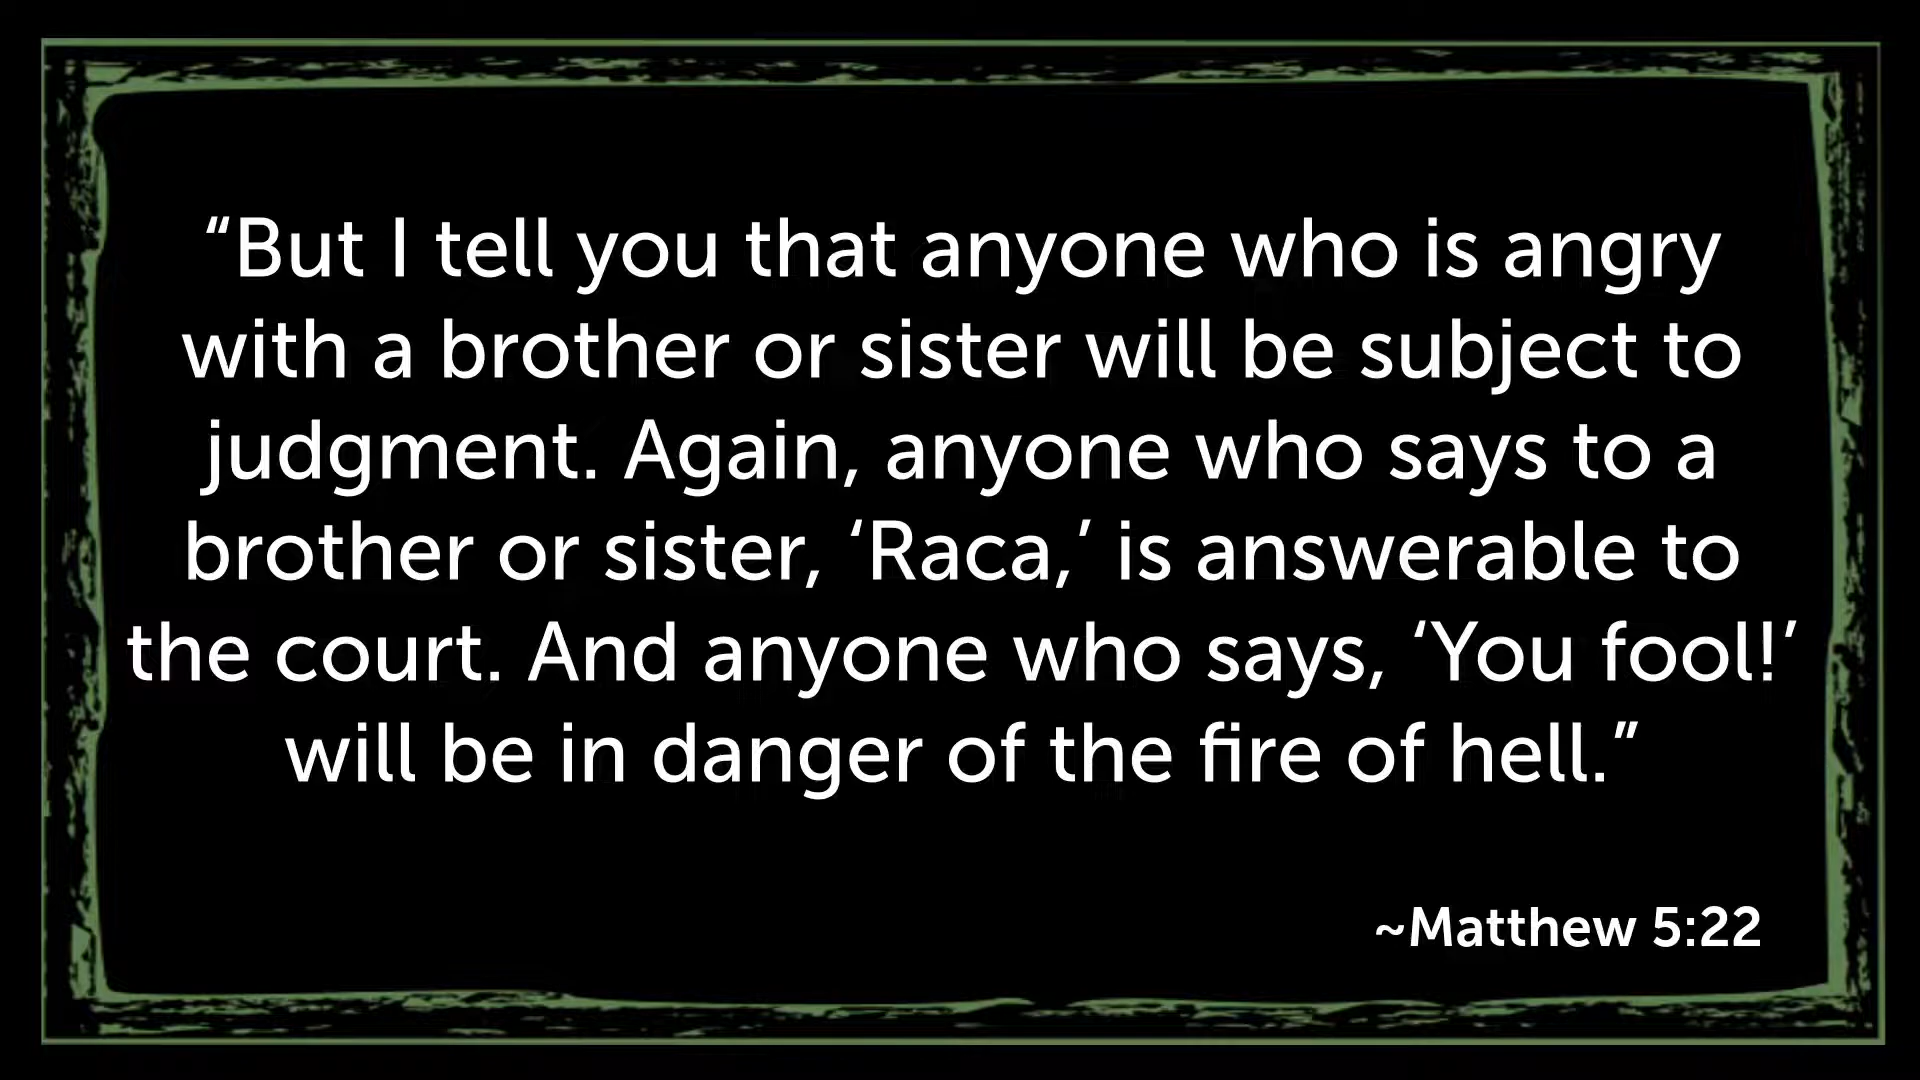 “But I tell you that anyone who is angry
with a brother or sister will be subject to
judgment. Again, anyone who says to a
brother or sister, ‘Raca,’ is answerable to
the court. And anyone who says, ‘You fool!’
will be in danger of the fire of hell.”
~Matthew 5:22